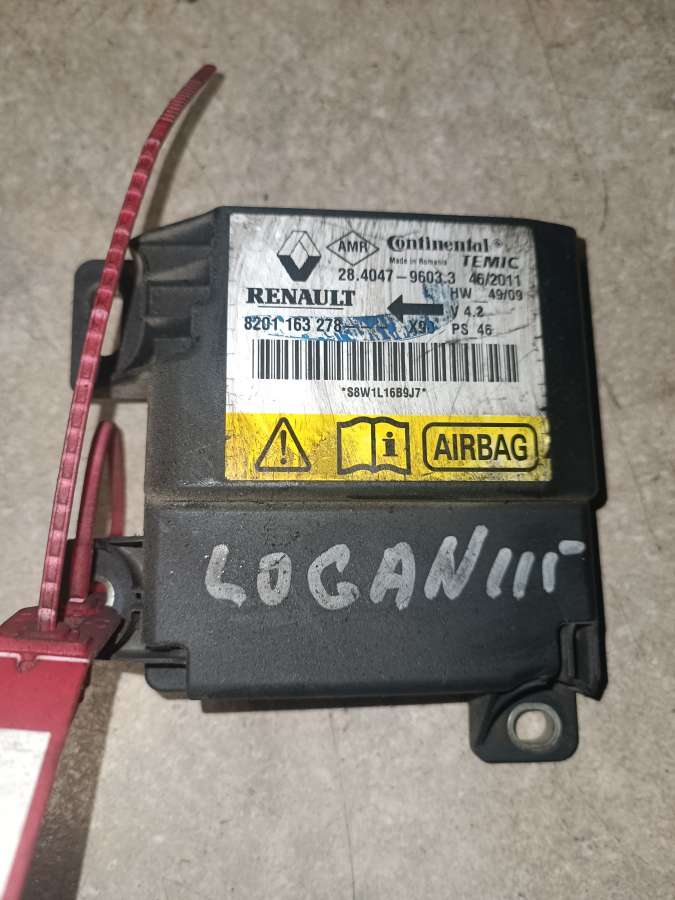 AMR Continental®
Made in Romania TEMIC
28.4047-9603.3 46/2011
HW 49/09
RENAULT
V 4.2
8201 163 278 X90 PS 46
*S8W1L16B9J7*
i AIRBAG
LOGAN III